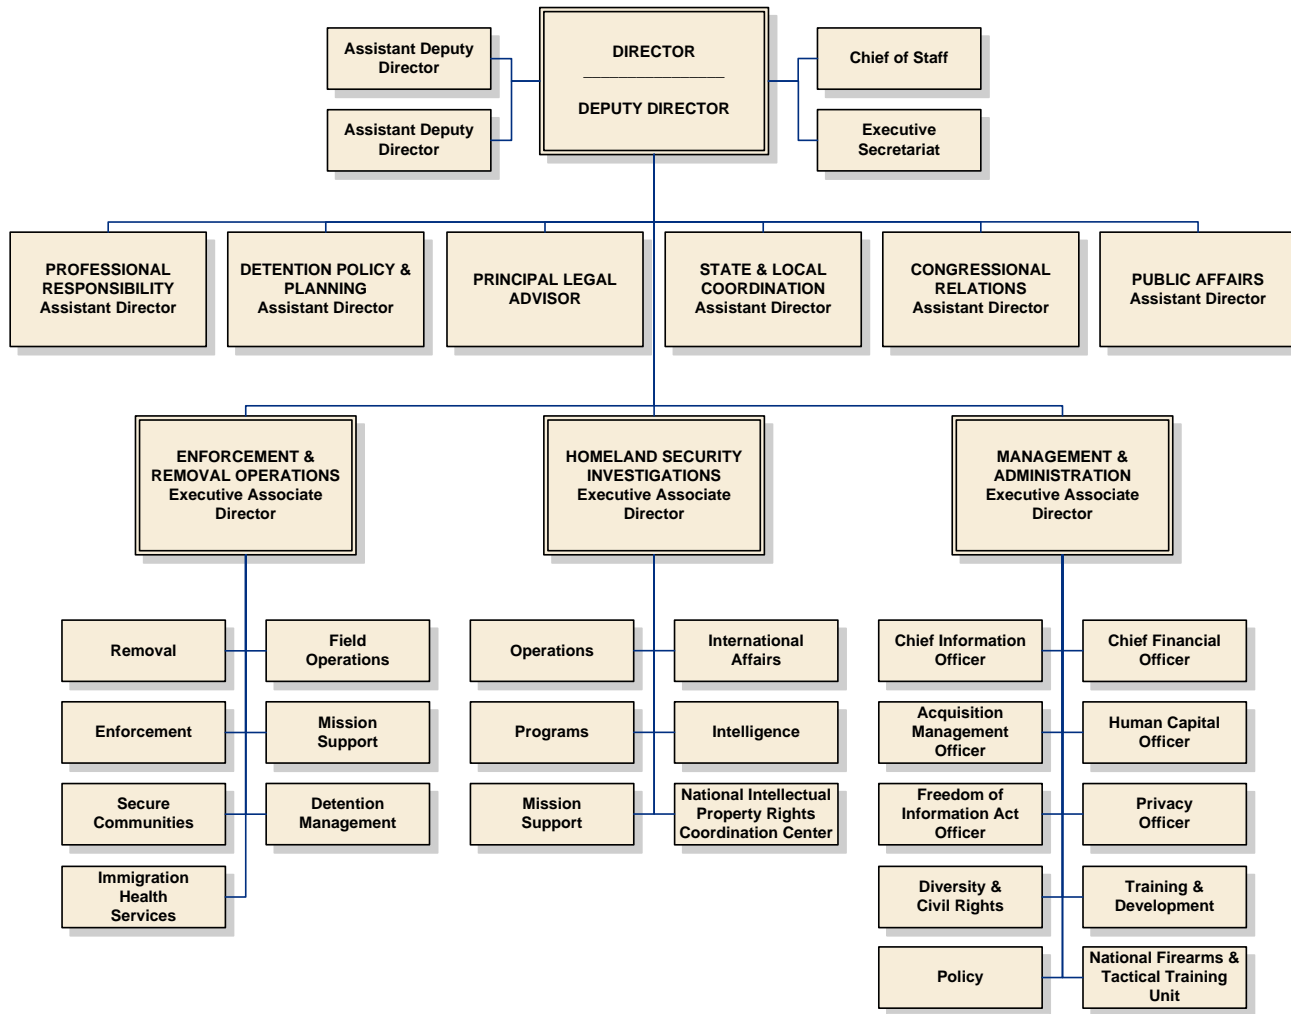 Assistant Deputy
Director
DIRECTOR
DEPUTY DIRECTOR
Chief of Staff
Assistant Deputy
Director
Executive
Secretariat
PROFESSIONAL
RESPONSIBILITY
Assistant Director
DETENTION POLICY &
PLANNING
Assistant Director
PRINCIPAL LEGAL
ADVISOR
STATE & LOCAL
COORDINATION
Assistant Director
CONGRESSIONAL
RELATIONS
Assistant Director
PUBLIC AFFAIRS
Assistant Director
ENFORCEMENT &
REMOVAL OPERATIONS
Executive Associate
Director
HOMELAND SECURITY
INVESTIGATIONS
Executive Associate
Director
MANAGEMENT &
ADMINISTRATION
Executive Associate
Director
Removal
Field
Operations
Enforcement
Mission
Support
Secure
Communities
Detention
Management
Immigration
Health
Services
Operations
International
Affairs
Programs
Intelligence
Mission
Support
National Intellectual
Property Rights
Coordination Center
Chief Information
Officer
Chief Financial
Officer
Acquisition
Management
Officer
Human Capital
Officer
Freedom of
Information Act
Officer
Privacy
Officer
Diversity &
Civil Rights
Training &
Development
Policy
National Firearms &
Tactical Training
Unit